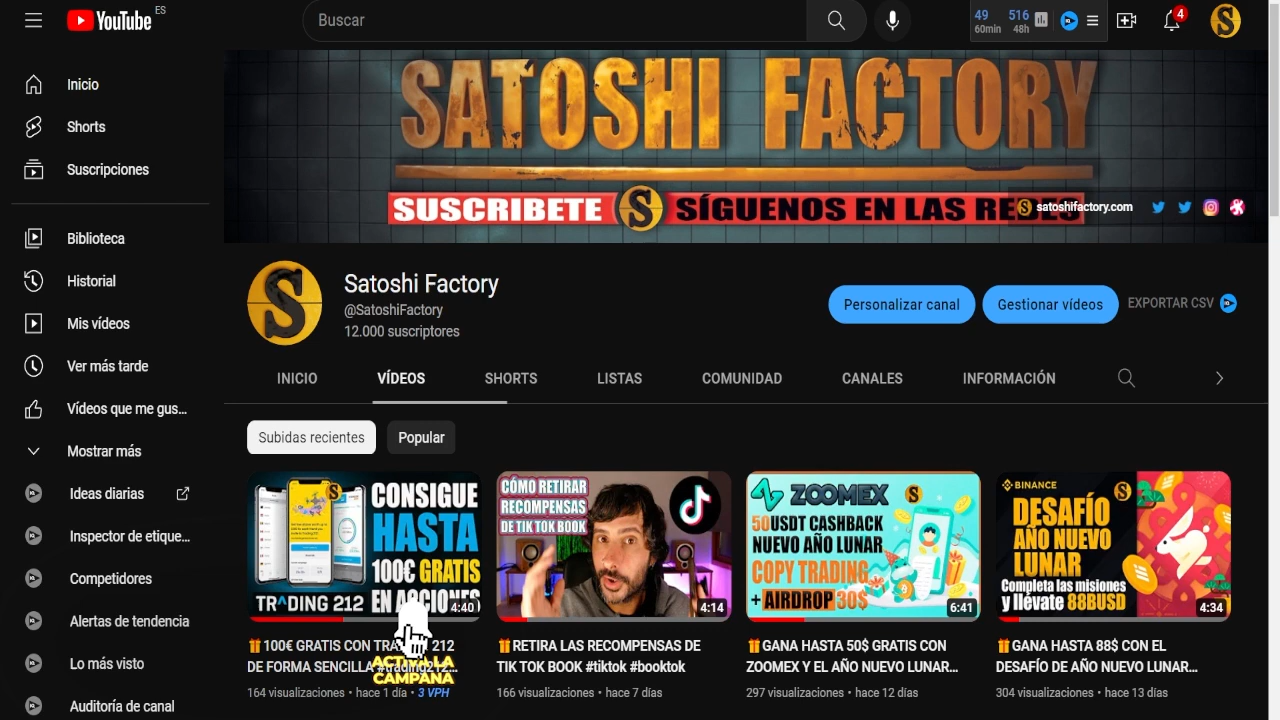 YouTube ES
Buscar
49 516
60min 48h
4
Inicio
Shorts
Suscripciones
Biblioteca
Historial
Mis vídeos
Ver más tarde
Vídeos que me gus...
Mostrar más
Ideas diarias
Inspector de etique...
Competidores
Alertas de tendencia
Lo más visto
Auditoría de canal
SATOSHI FACTORY
SUSCRIBETE S SÍGUENOS EN LAS REDES
satoshifactory.com
Satoshi Factory
@SatoshiFactory
12.000 suscriptores
Personalizar canal
Gestionar vídeos
EXPORTAR CSV
INICIO
VÍDEOS
SHORTS
LISTAS
COMUNIDAD
CANALES
INFORMACIÓN
Subidas recientes
Popular
CONSIGUE
HASTA
100€ GRATIS
EN ACCIONES
TRADING 212
4:40
🎁100€ GRATIS CON TRADING 212
DE FORMA SENCILLA #trading212...
164 visualizaciones • hace 1 día • 3 VPH
ACTIVA LA
CAMPANA
CÓMO RETIRAR
RECOMPENSAS
DE TIK TOK BOOK
4:14
🎁RETIRA LAS RECOMPENSAS DE
TIK TOK BOOK #tiktok #booktok
166 visualizaciones • hace 7 días
ZOOMEX
50USDT CASHBACK
NUEVO AÑO LUNAR
COPY TRADING
+ AIRDROP 30$
6:41
🎁GANA HASTA 50$ GRATIS CON
ZOOMEX Y EL AÑO NUEVO LUNAR...
297 visualizaciones • hace 12 días
BINANCE
DESAFÍO
AÑO NUEVO
LUNAR
Completa las misiones
y llévate 88BUSD
4:34
🎁GANA HASTA 88$ CON EL
DESAFÍO DE AÑO NUEVO LUNAR...
304 visualizaciones • hace 13 días